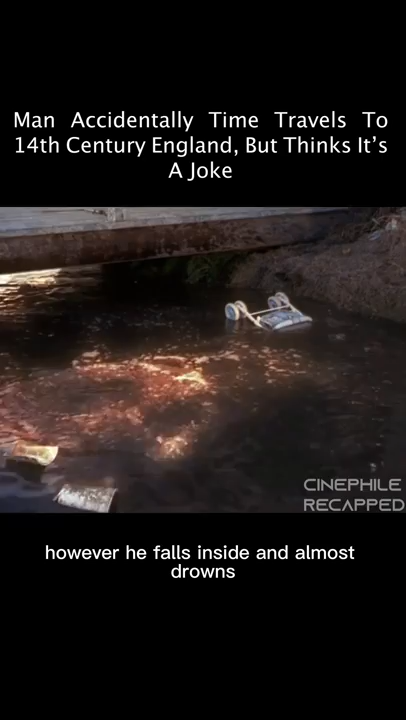 Man Accidentally Time Travels To
14th Century England, But Thinks It's
A Joke
CINEPHILE
RECAPPED
however he falls inside and almost
drowns